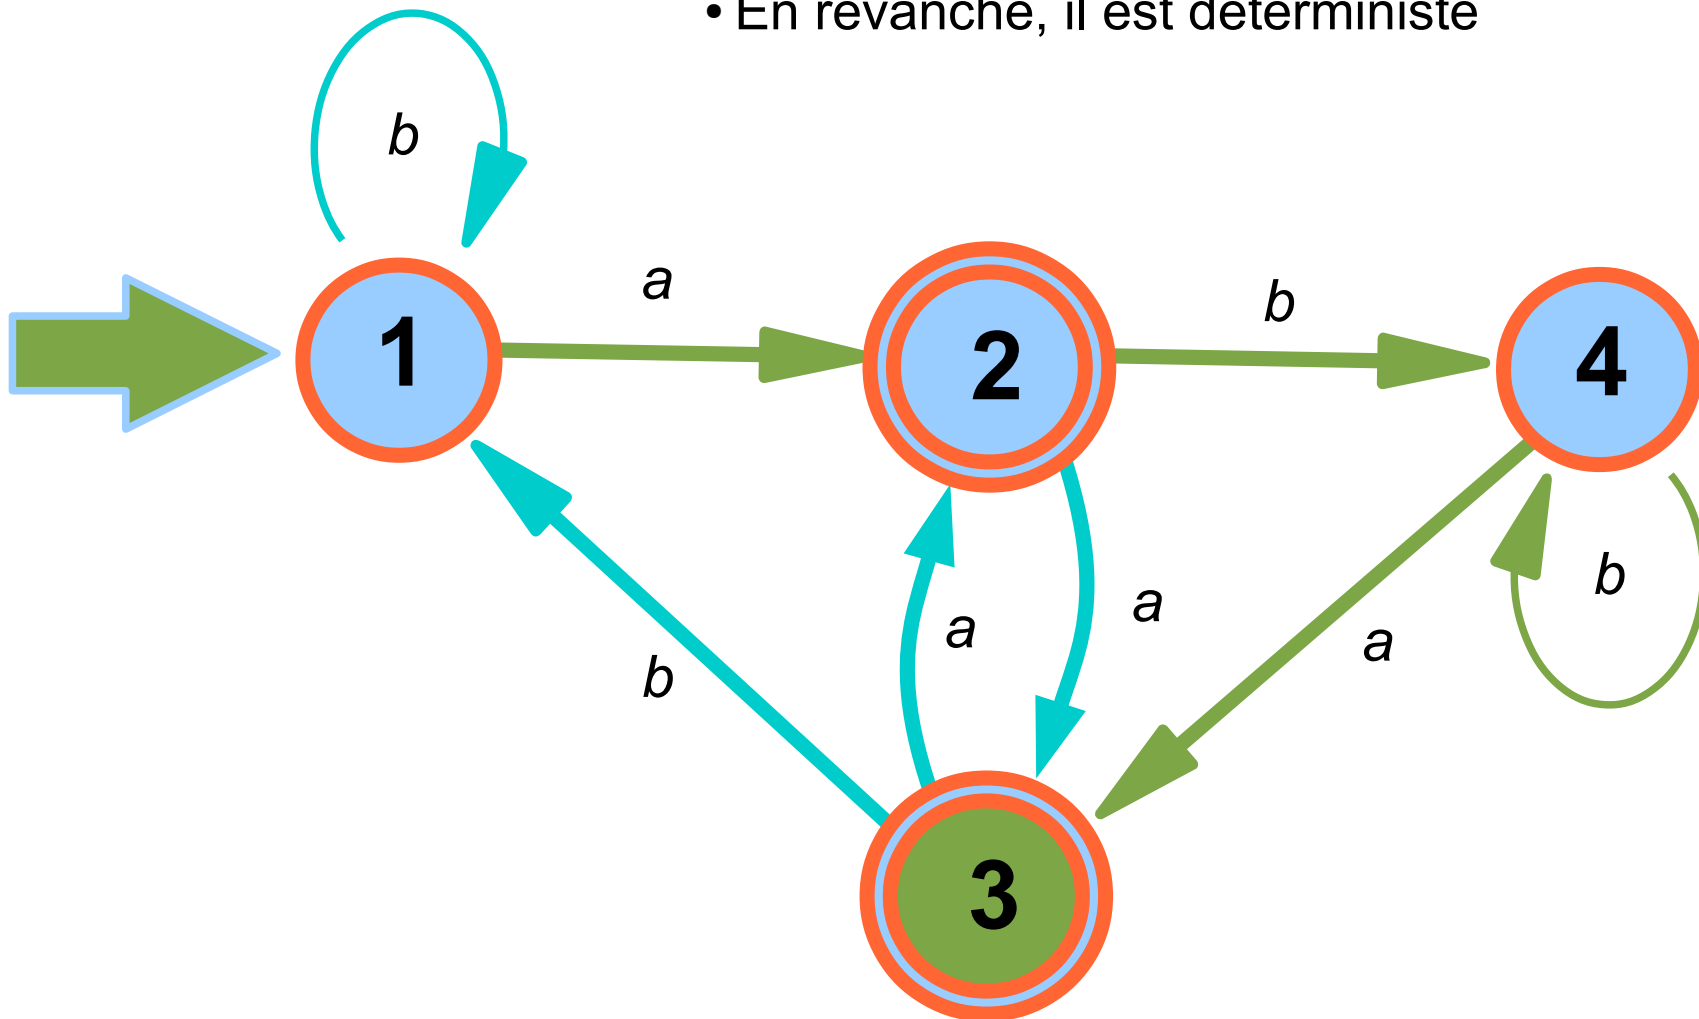 • En revanche, il est déterministe
b
a
b
1
2
4
b
a
a
a
b
3